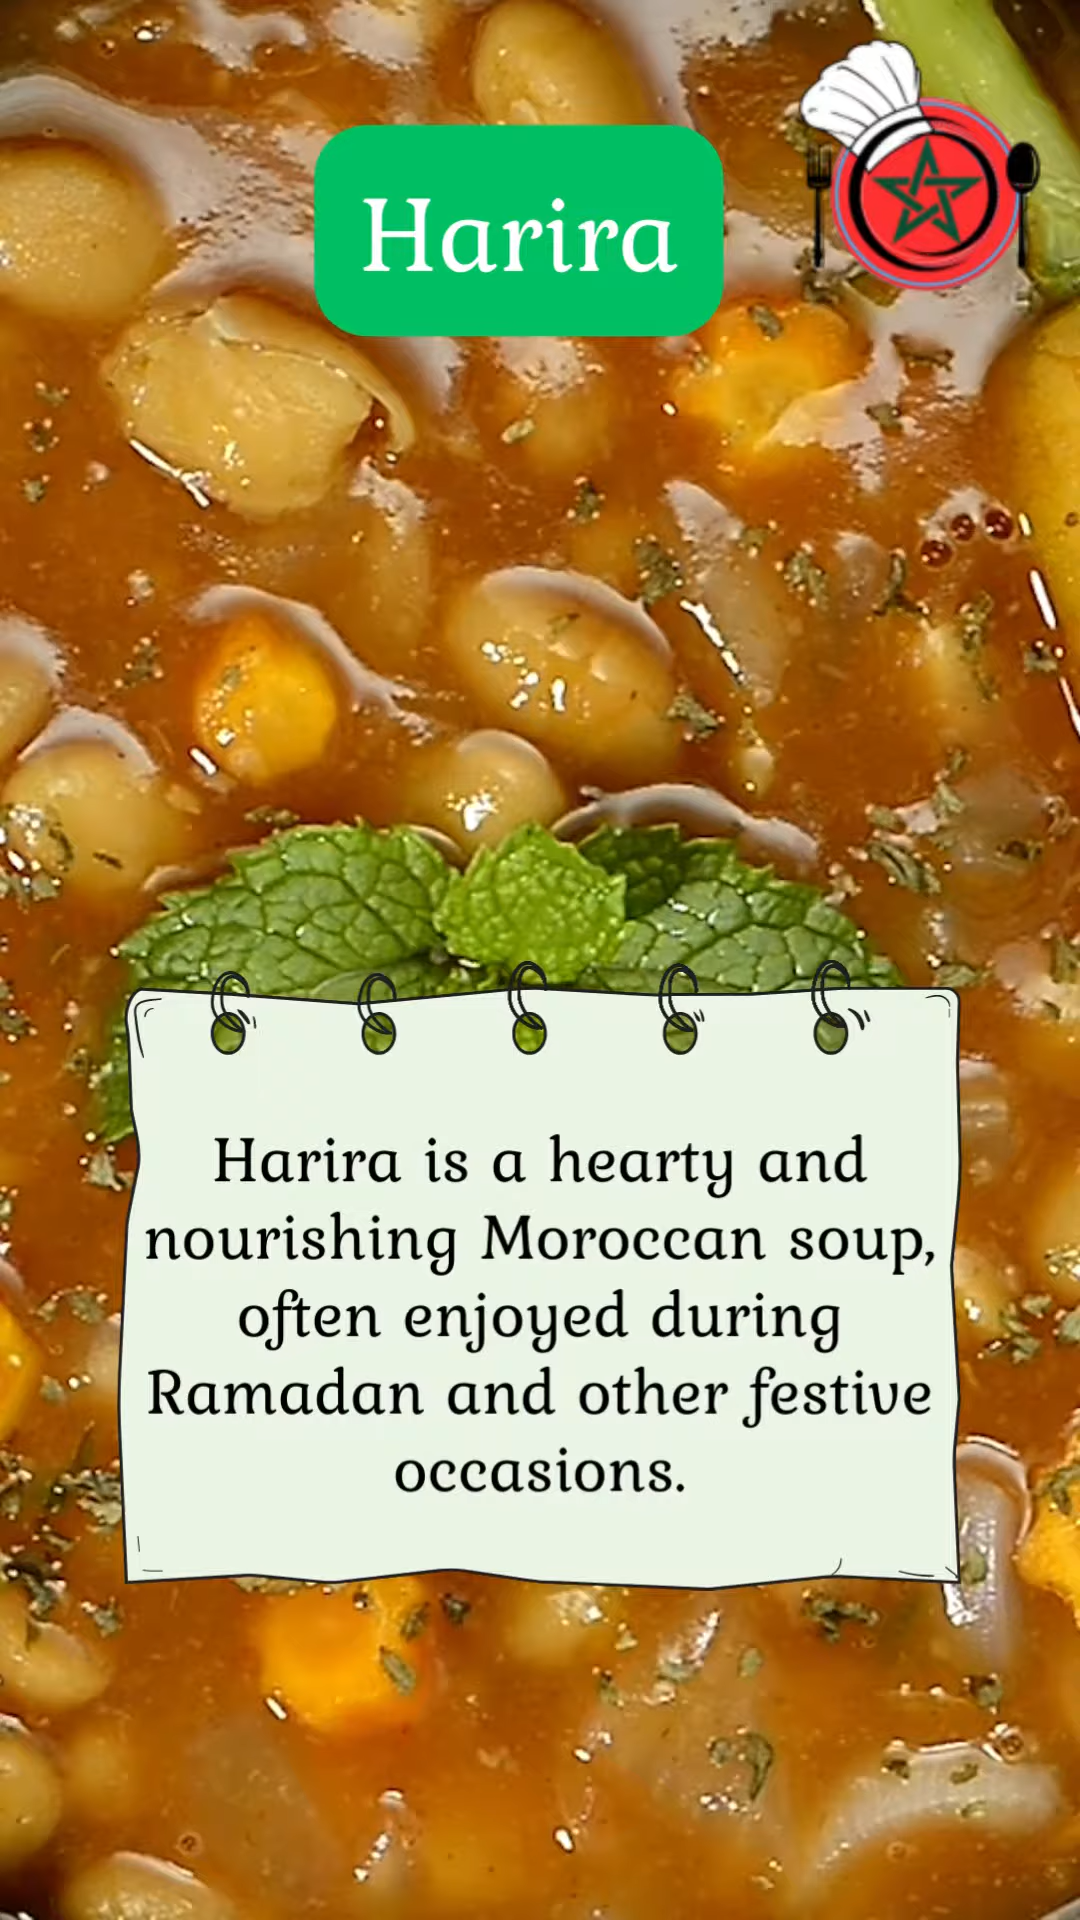 Harira
Harira is a hearty and
nourishing Moroccan soup,
often enjoyed during
Ramadan and other festive
occasions.